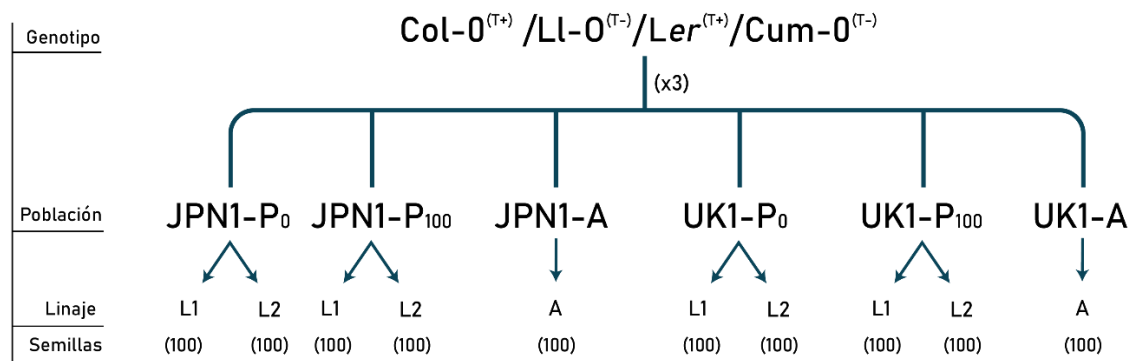 Genotipo Col-0(T+) /Ll-0(T-)/Ler(T+)/Cum-0(T-)
(x3)
Población JPN1-P0 JPN1-P100 JPN1-A UK1-P0 UK1-P100 UK1-A
Linaje L1 L2 L1 L2 A L1 L2 L1 L2 A
Semillas (100) (100) (100) (100) (100) (100) (100) (100) (100) (100)